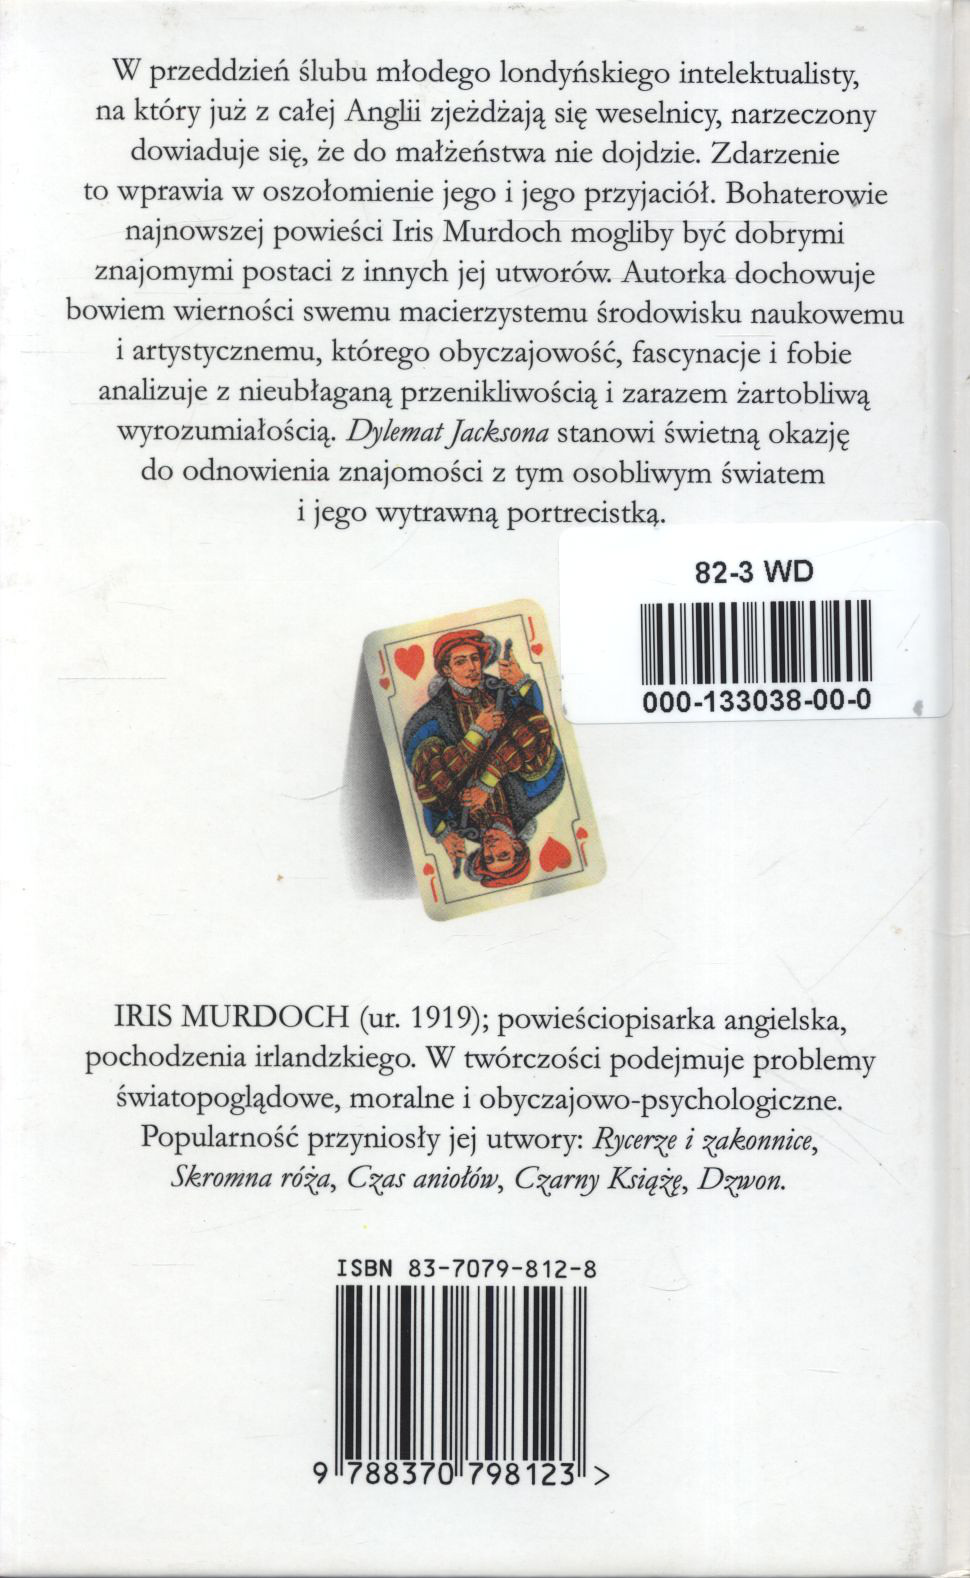 W przeddzień ślubu młodego londyńskiego intelektualisty,
na który już z całej Anglii zjeżdżają się weselnicy, narzeczony
dowiaduje się, że do małżeństwa nie dojdzie. Zdarzenie
to wprawia w oszołomienie jego i jego przyjaciół. Bohaterowie
najnowszej powieści Iris Murdoch mogliby być dobrymi
znajomymi postaci z innych jej utworów. Autorka dochowuje
bowiem wierności swemu macierzystemu środowisku naukowemu
i artystycznemu, którego obyczajowość, fascynacje i fobie
analizuje z nieubłaganą przenikliwością i zarazem żartobliwą
wyrozumiałością. Dylemat Jacksona stanowi świetną okazję
do odnowienia znajomości z tym osobliwym światem
i jego wytrawną portrecistką.
82-3 WD
000-133038-00-0
J
J
J
J
IRIS MURDOCH (ur. 1919); powieściopisarka angielska,
pochodzenia irlandzkiego. W twórczości podejmuje problemy
światopoglądowe, moralne i obyczajowo-psychologiczne.
Popularność przyniosły jej utwory: Rycerze i zakonnice,
Skromna róża, Czas aniołów, Czarny Książę, Dzwon.
ISBN 83-7079-812-8
9 788370 798123 >